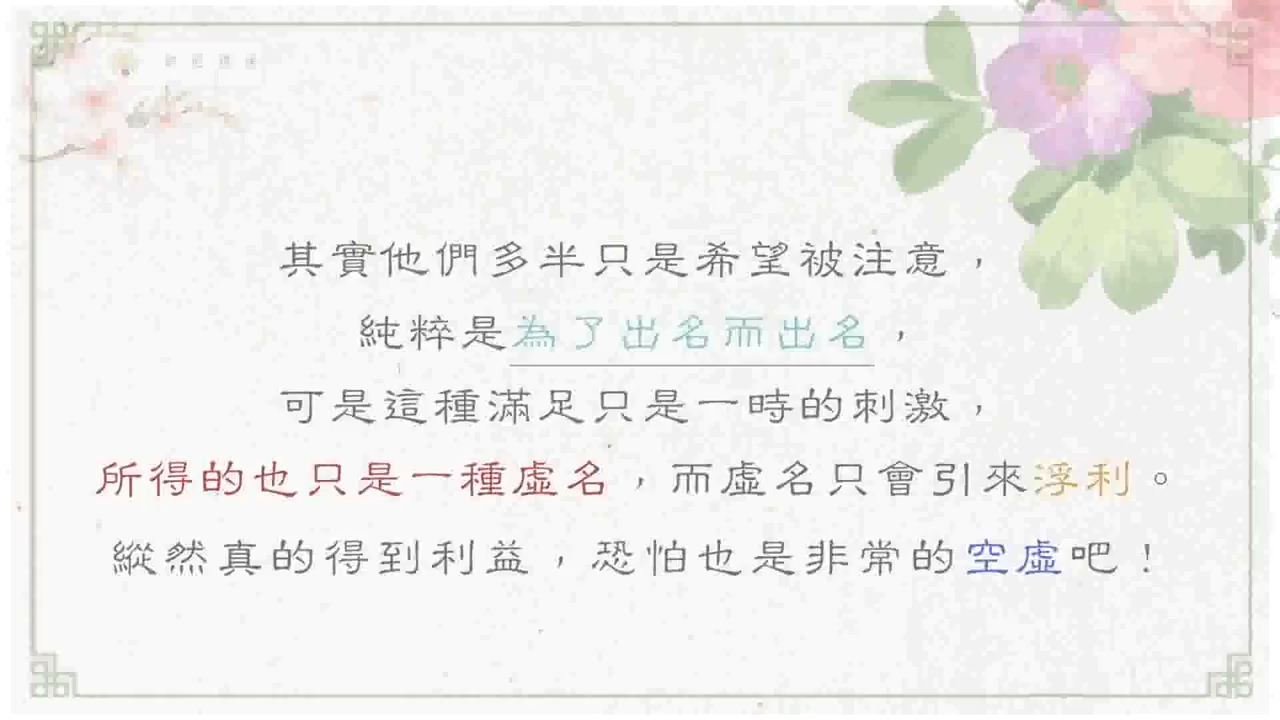 其實他們多半只是希望被注意，
純粹是為了出名而出名，
可是這種滿足只是一時的刺激，
所得的也只是一種虛名，而虛名只會引來浮利。
縱然真的得到利益，恐怕也是非常的空虛吧！